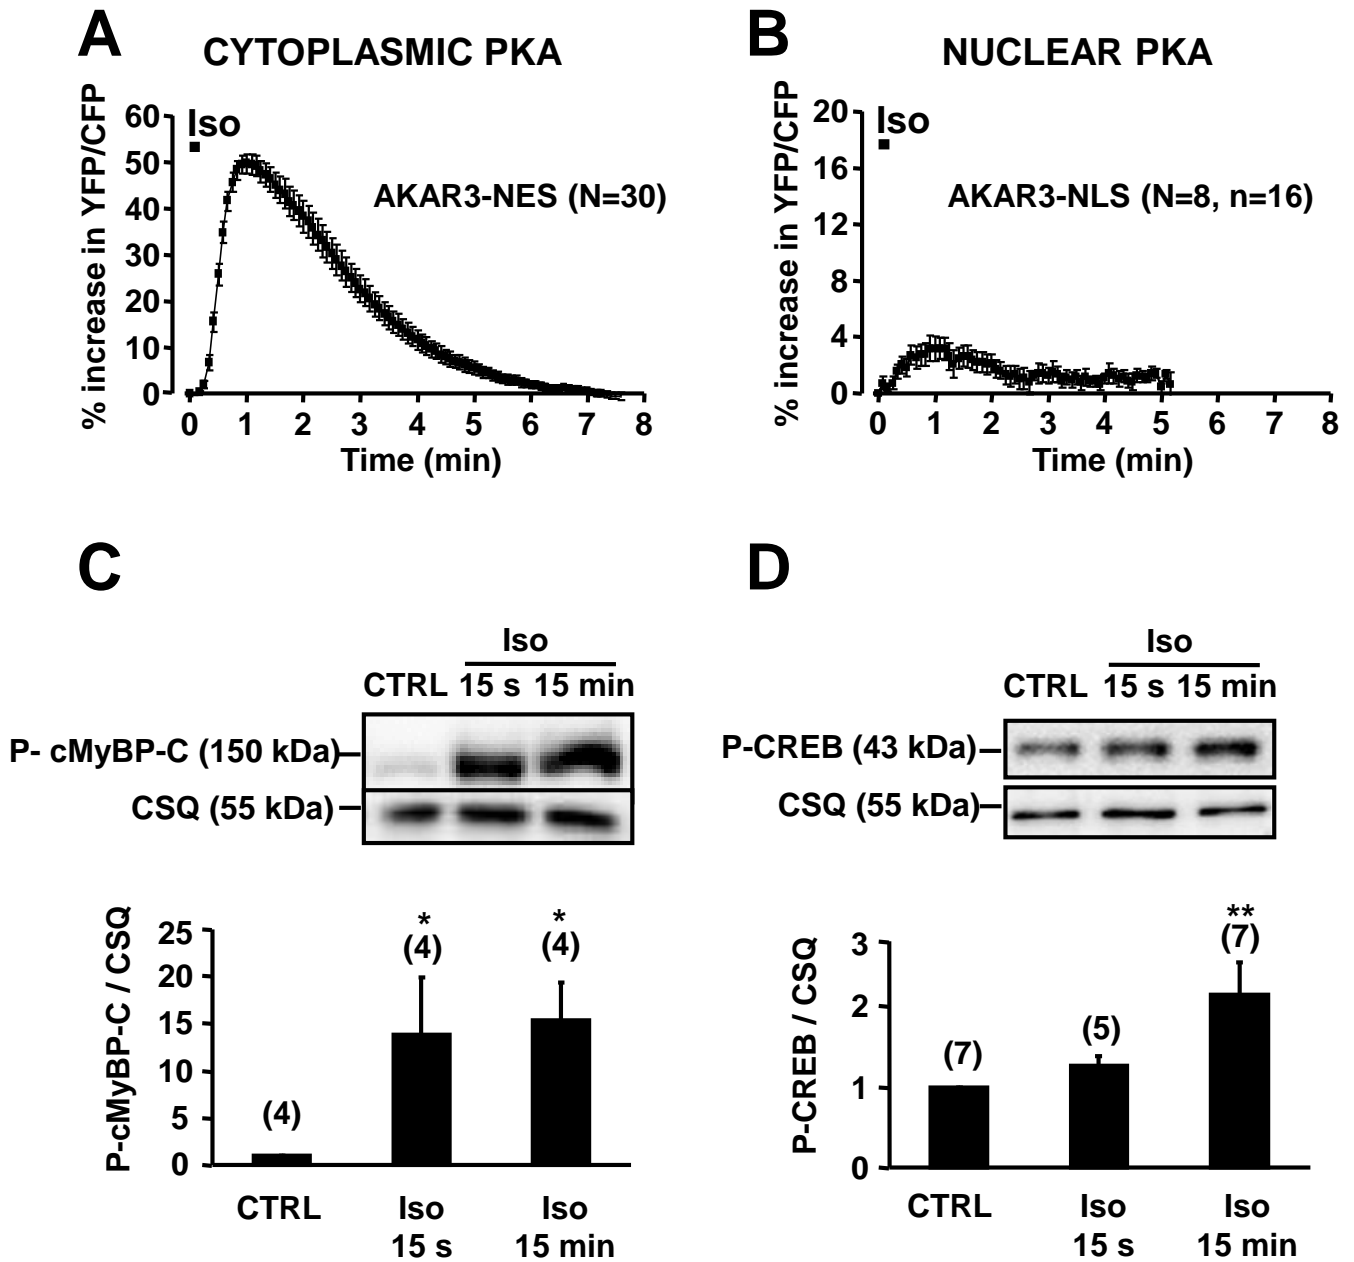 A
CYTOPLASMIC PKA
% increase in YFP/CFP
60
50
40
30
20
10
0
Iso
AKAR3-NES (N=30)
0 1 2 3 4 5 6 7 8
Time (min)
B
NUCLEAR PKA
% increase in YFP/CFP
20
16
12
8
4
0
Iso
AKAR3-NLS (N=8, n=16)
0 1 2 3 4 5 6 7 8
Time (min)
C
Iso
CTRL 15 s 15 min
P- cMyBP-C (150 kDa)
CSQ (55 kDa)
P-cMyBP-C / CSQ
25
20
15
10
5
0
(4)
*
(4)
*
(4)
CTRL
Iso
15 s
Iso
15 min
D
Iso
CTRL 15 s 15 min
P-CREB (43 kDa)
CSQ (55 kDa)
P-CREB / CSQ
3
2
1
0
(7)
(5)
**
(7)
CTRL
Iso
15 s
Iso
15 min